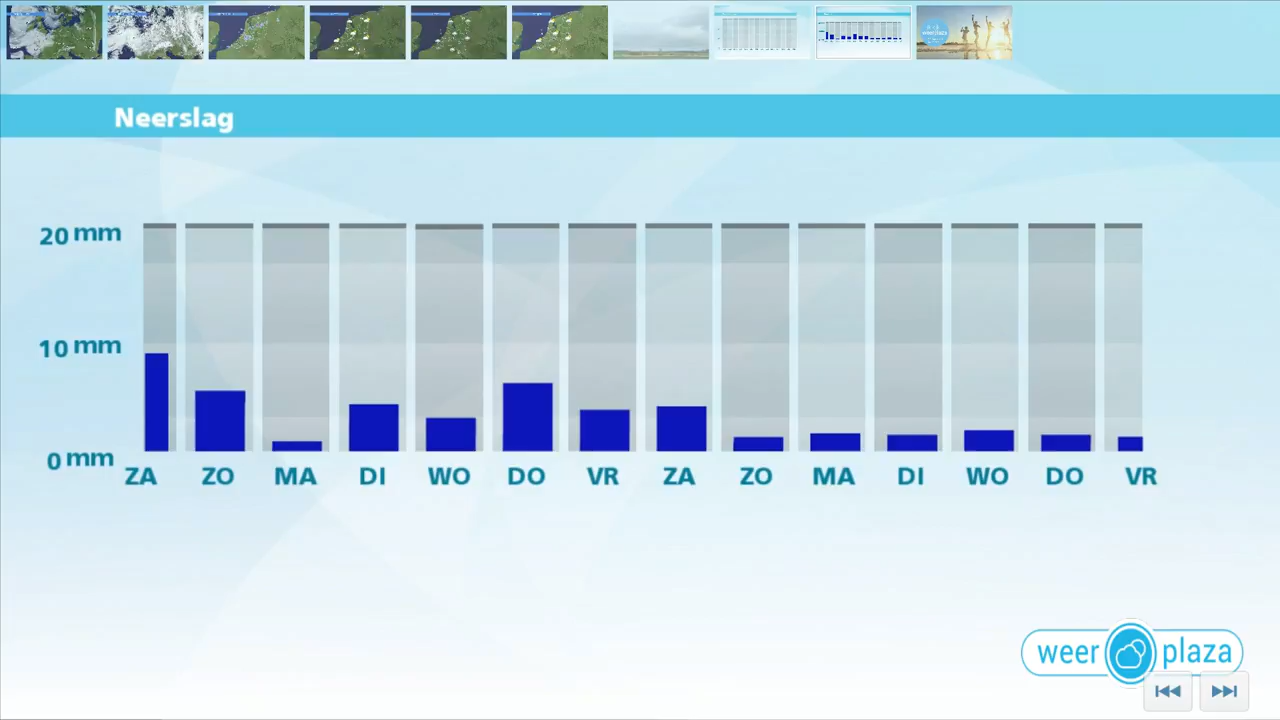 Neerslag
20 mm
10 mm
0 mm
ZA ZO MA DI WO DO VR ZA ZO MA DI WO DO VR
weer plaza